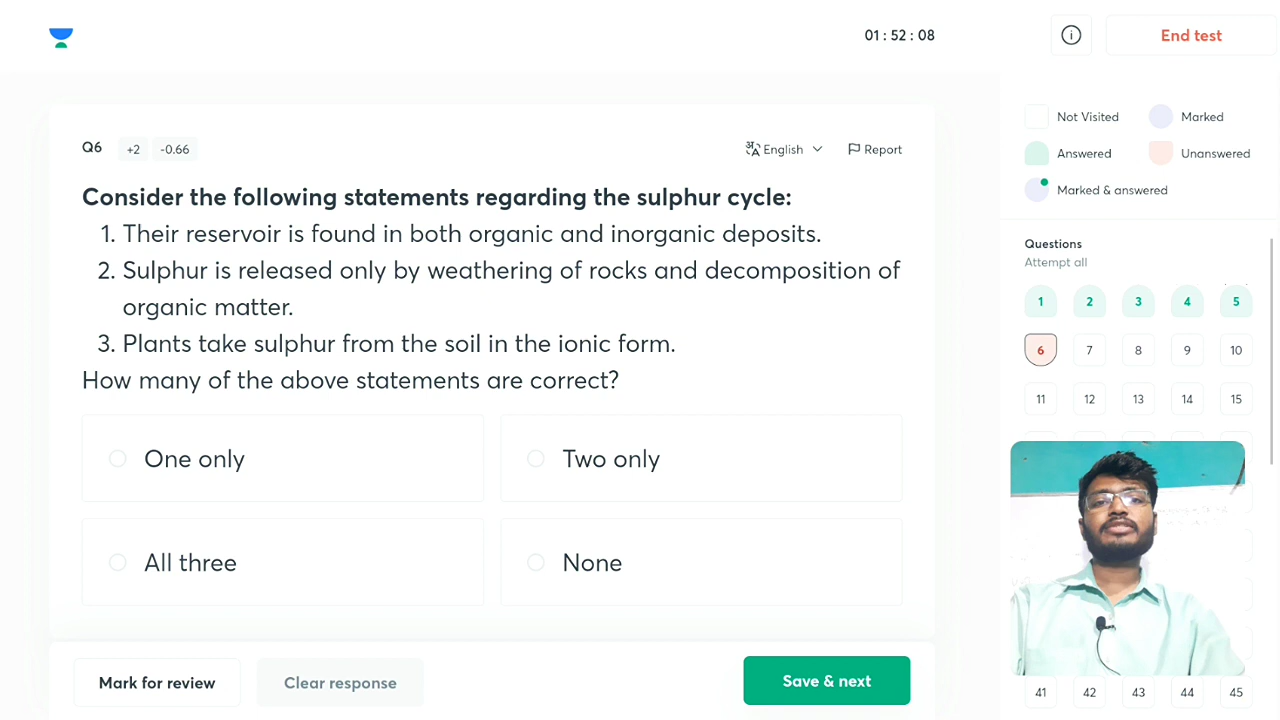 01 : 52 : 08
End test
Not Visited
Marked
Answered
Unanswered
Marked & answered
Q6 +2 -0.66
English
Report
Consider the following statements regarding the sulphur cycle:
1. Their reservoir is found in both organic and inorganic deposits.
2. Sulphur is released only by weathering of rocks and decomposition of
organic matter.
3. Plants take sulphur from the soil in the ionic form.
How many of the above statements are correct?
One only
Two only
All three
None
Mark for review
Clear response
Save & next
Questions
Attempt all
1 2 3 4 5
6 7 8 9 10
11 12 13 14 15
41 42 43 44 45